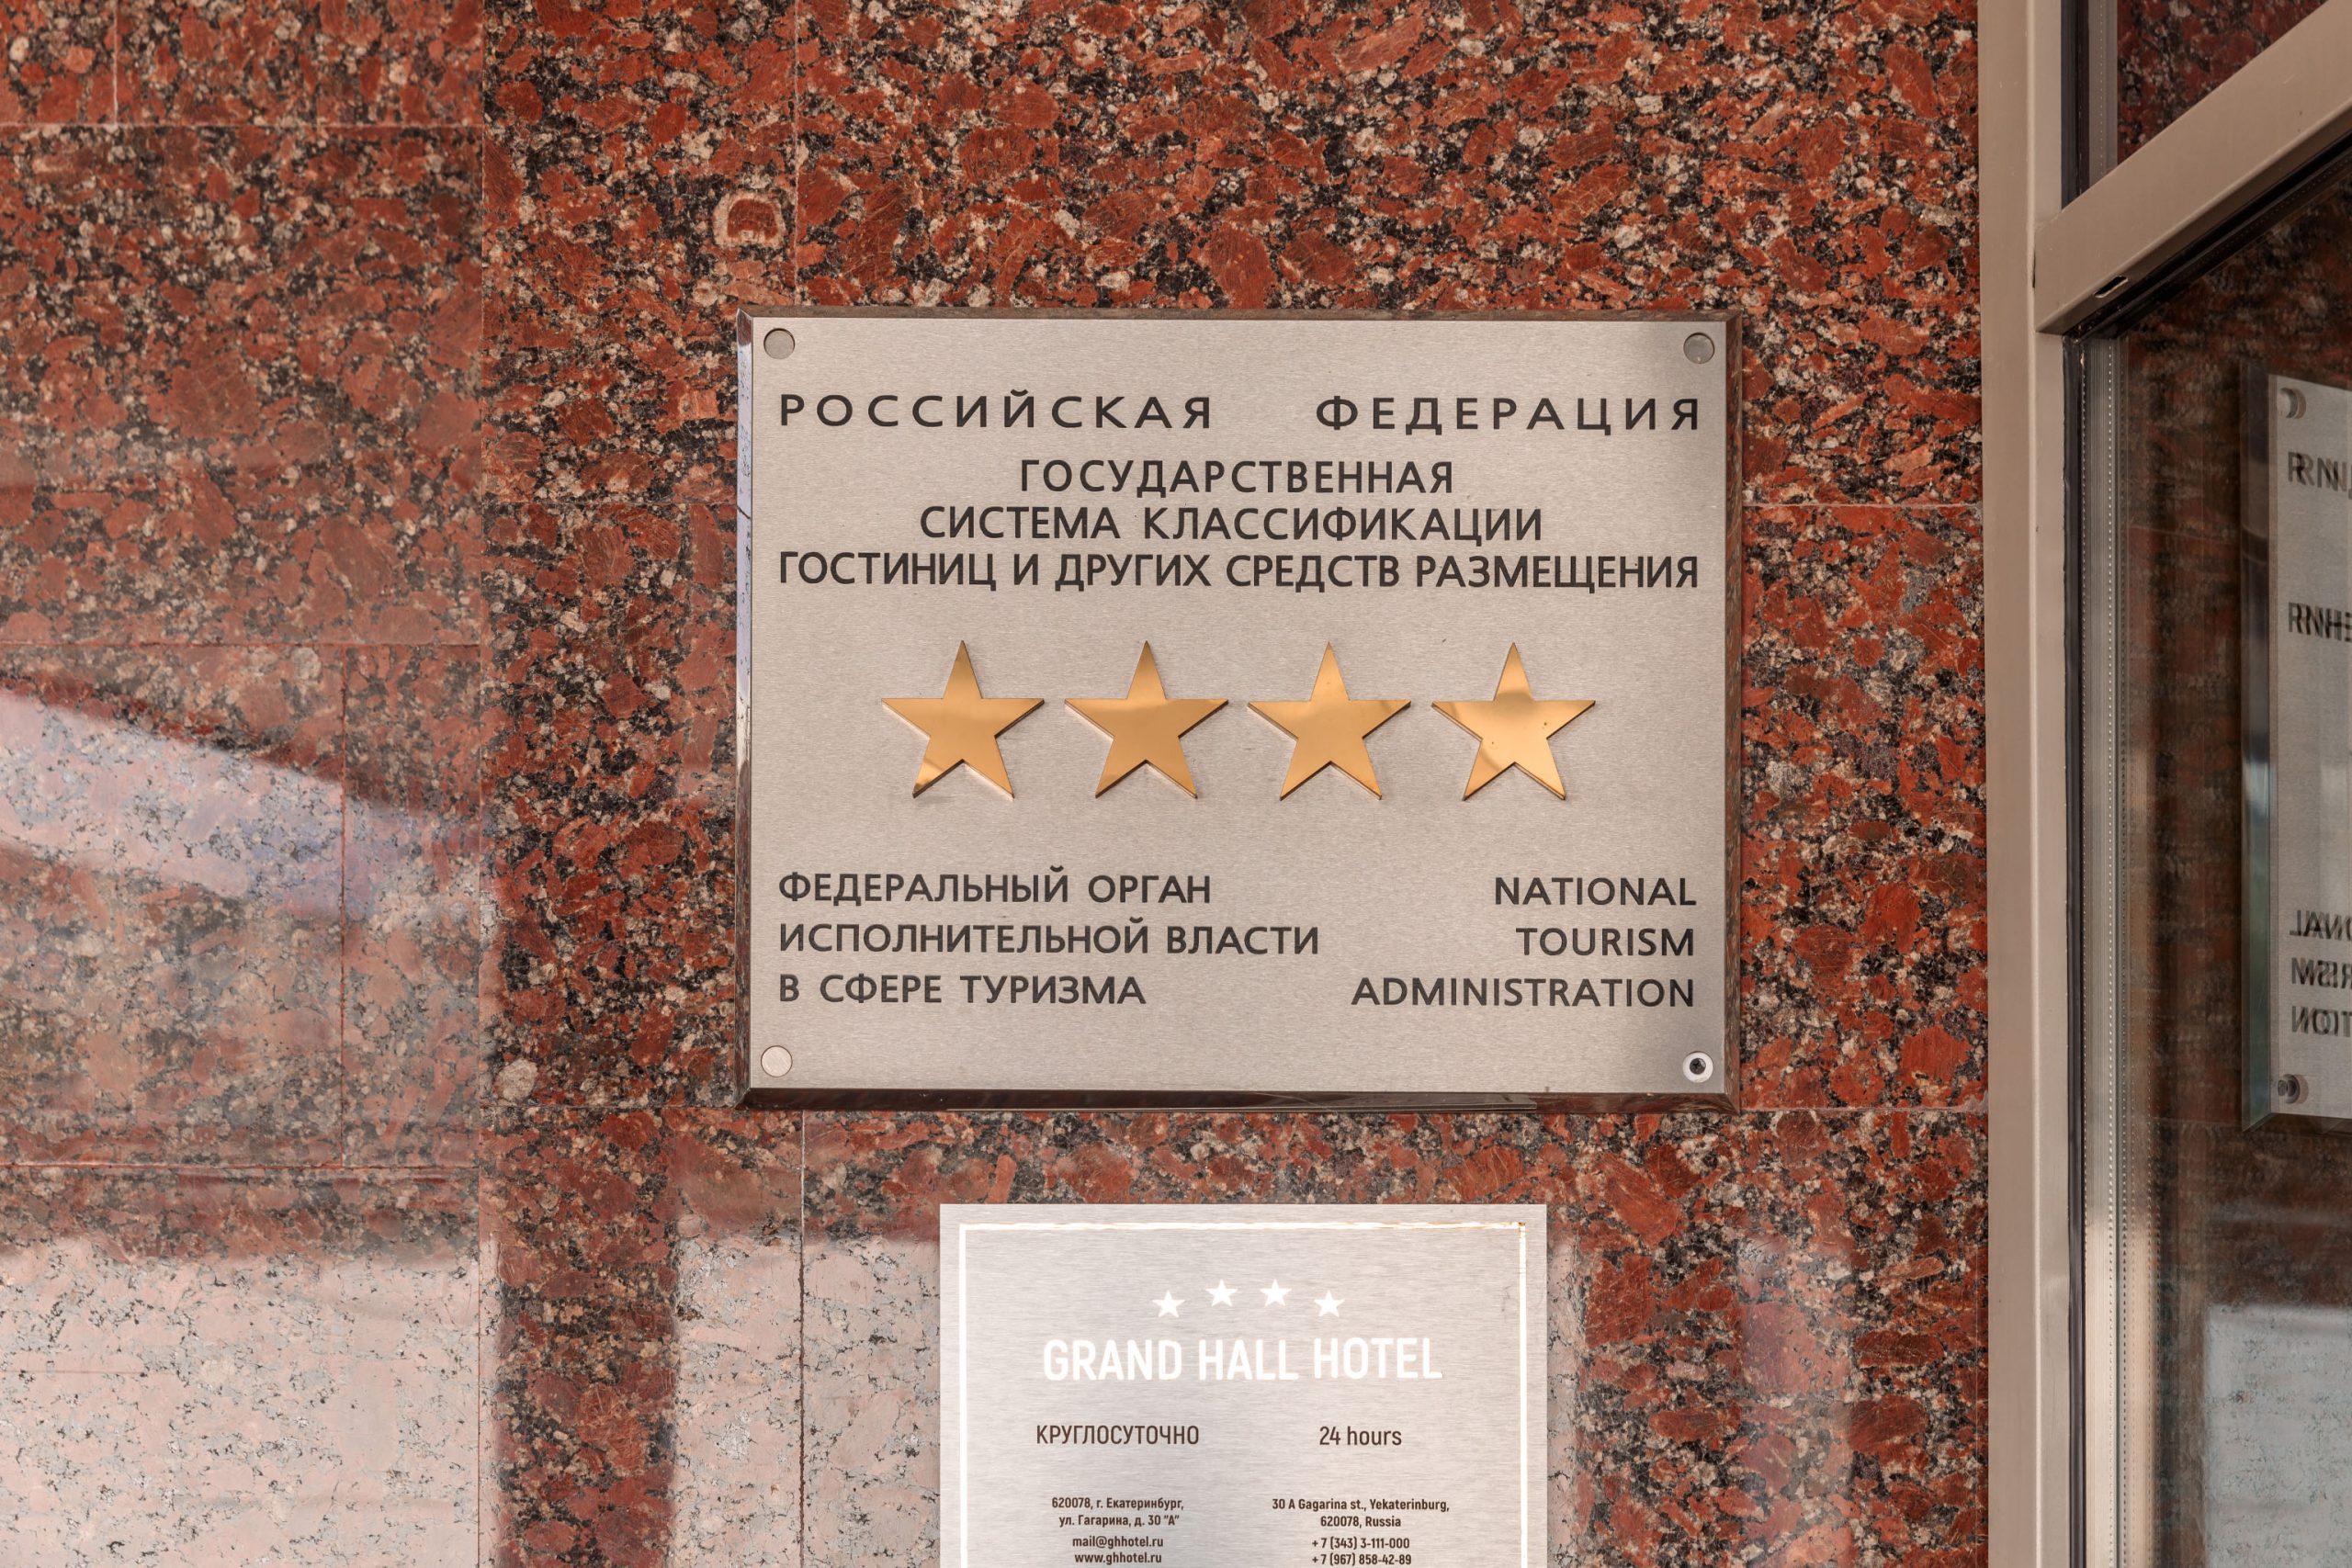 РОССИЙСКАЯ ФЕДЕРАЦИЯ
ГОСУДАРСТВЕННАЯ
СИСТЕМА КЛАССИФИКАЦИИ
ГОСТИНИЦ И ДРУГИХ СРЕДСТВ РАЗМЕЩЕНИЯ
ФЕДЕРАЛЬНЫЙ ОРГАН
ИСПОЛНИТЕЛЬНОЙ ВЛАСТИ
В СФЕРЕ ТУРИЗМА
NATIONAL
TOURISM
ADMINISTRATION
GRAND HALL HOTEL
КРУГЛОСУТОЧНО
24 hours
620078, г. Екатеринбург,
ул. Гагарина, д. 30 "А"
mail@ghhotel.ru
www.ghhotel.ru
30 A Gagarina st., Yekaterinburg,
620078, Russia
+ 7 (343) 3-111-000
+ 7 (967) 858-42-89